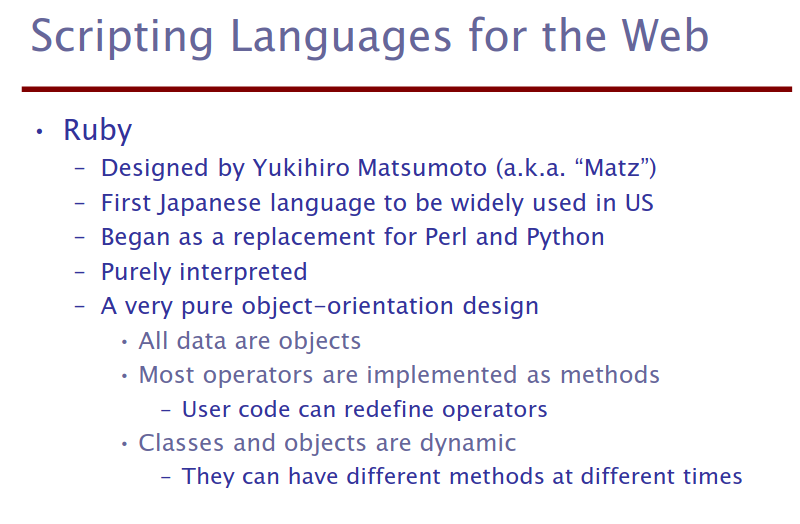 Scripting Languages for the Web
• Ruby
– Designed by Yukihiro Matsumoto (a.k.a. “Matz”)
– First Japanese language to be widely used in US
– Began as a replacement for Perl and Python
– Purely interpreted
– A very pure object-orientation design
• All data are objects
• Most operators are implemented as methods
– User code can redefine operators
• Classes and objects are dynamic
– They can have different methods at different times